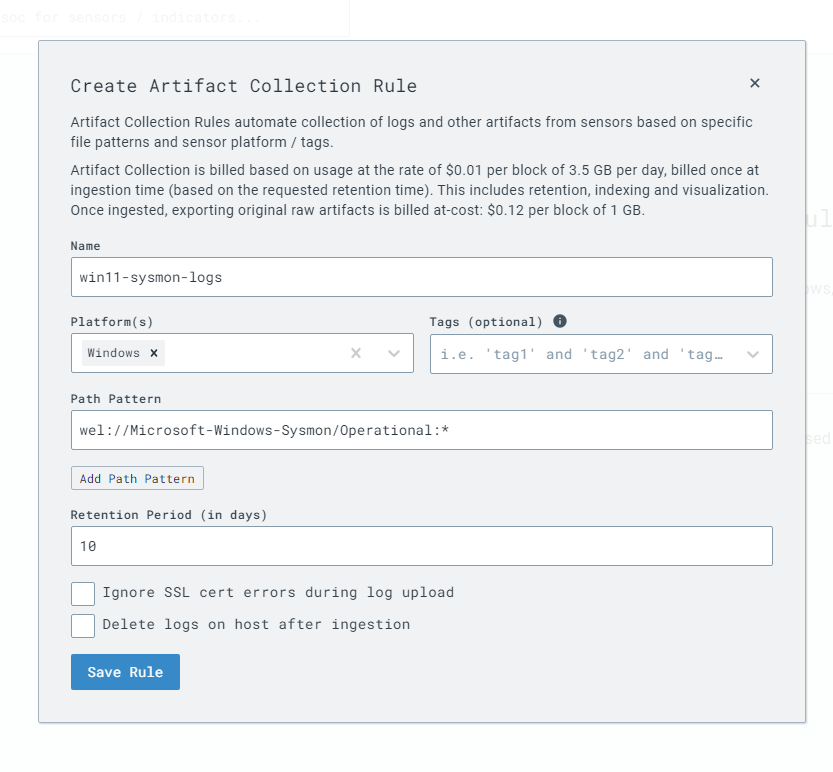 soc for sensors / indicators...
Create Artifact Collection Rule
Artifact Collection Rules automate collection of logs and other artifacts from sensors based on specific
file patterns and sensor platform / tags.
Artifact Collection is billed based on usage at the rate of $0.01 per block of 3.5 GB per day, billed once at
ingestion time (based on the requested retention time). This includes retention, indexing and visualization.
Once ingested, exporting original raw artifacts is billed at-cost: $0.12 per block of 1 GB.
Name
win11-sysmon-logs
Platform(s)
Tags (optional)
Windows
i.e. 'tag1' and 'tag2' and 'tag…
Path Pattern
wel://Microsoft-Windows-Sysmon/Operational:*
Add Path Pattern
Retention Period (in days)
10
Ignore SSL cert errors during log upload
Delete logs on host after ingestion
Save Rule